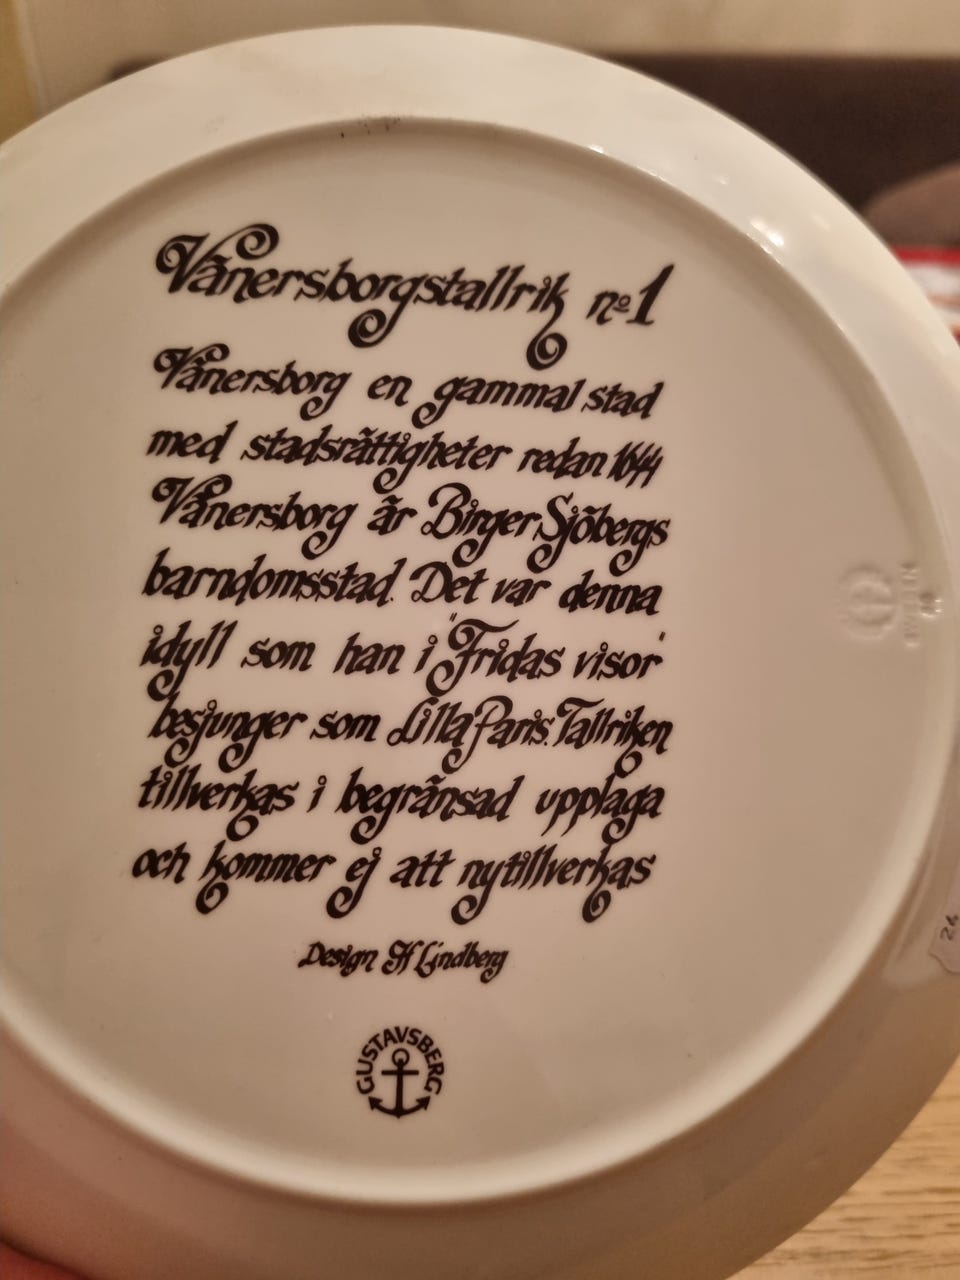 Vänersborgstallrik nº1
Vänersborg en gammal stad
med stadsrättigheter redan 1644
Vänersborg är Birger Sjöbergs
barndomsstad. Det var denna
idyll som han i "Fridas visor"
besjunger som Lilla Paris. Tallriken
tillverkas i begränsad upplaga
och kommer ej att nytillverkas
Design SH Lindberg
GUSTAVSBERG